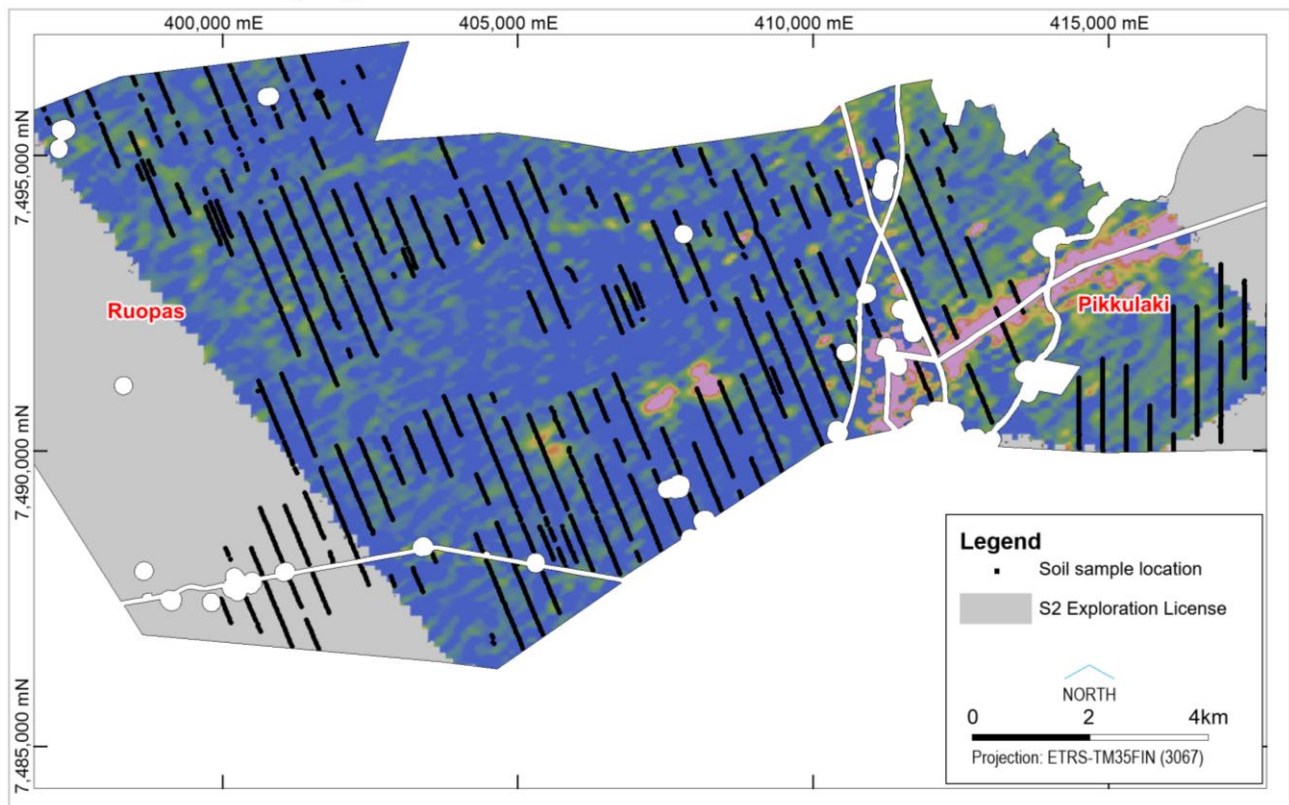 400,000 mE 405,000 mE 410,000 mE 415,000 mE
7,495,000 mN
Ruopas
Pikkulaki
7,490,000 mN
Legend
Soil sample location
S2 Exploration License
NORTH
0 2 4km
Projection: ETRS-TM35FIN (3067)
7,485,000 mN